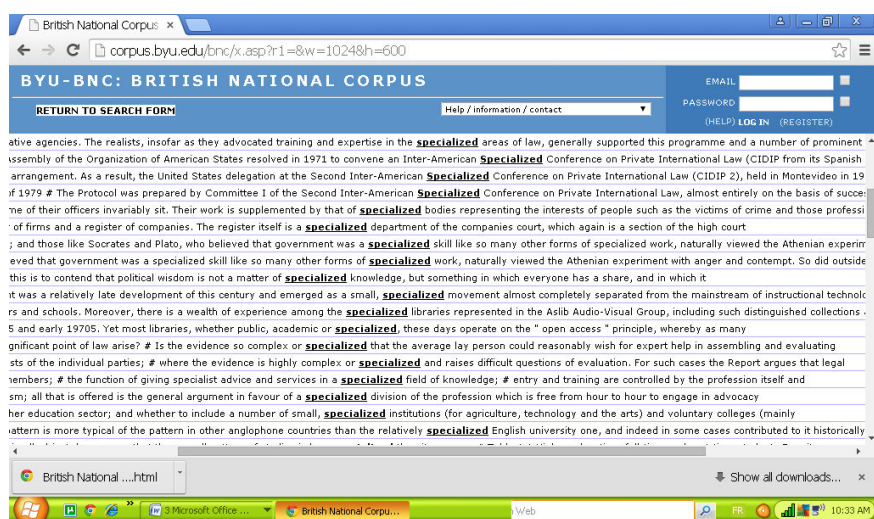 British National Corpus
corpus.byu.edu/bnc/x.asp?r1=&w=1024&h=600
BYU-BNC: BRITISH NATIONAL CORPUS
EMAIL
RETURN TO SEARCH FORM
Help / information / contact
PASSWORD
(HELP) LOG IN (REGISTER)
ative agencies. The realists, insofar as they advocated training and expertise in the specialized areas of law, generally supported this programme and a number of prominent
Assembly of the Organization of American States resolved in 1971 to convene an Inter-American Specialized Conference on Private International Law (CIDIP from its Spanish
arrangement. As a result, the United States delegation at the Second Inter-American Specialized Conference on Private International Law (CIDIP 2), held in Montevideo in 19
of 1979 # The Protocol was prepared by Committee I of the Second Inter-American Specialized Conference on Private International Law, almost entirely on the basis of succe
me of their officers invariably sit. Their work is supplemented by that of specialized bodies representing the interests of people such as the victims of crime and those professi
of firms and a register of companies. The register itself is a specialized department of the companies court, which again is a section of the high court
; and those like Socrates and Plato, who believed that government was a specialized skill like so many other forms of specialized work, naturally viewed the Athenian experim
eved that government was a specialized skill like so many other forms of specialized work, naturally viewed the Athenian experiment with anger and contempt. So did outside
this is to contend that political wisdom is not a matter of specialized knowledge, but something in which everyone has a share, and in which it
nt was a relatively late development of this century and emerged as a small, specialized movement almost completely separated from the mainstream of instructional technolo
rs and schools. Moreover, there is a wealth of experience among the specialized libraries represented in the Aslib Audio-Visual Group, including such distinguished collections
5 and early 19705. Yet most libraries, whether public, academic or specialized, these days operate on the " open access " principle, whereby as many
gnificant point of law arise? # Is the evidence so complex or specialized that the average lay person could reasonably wish for expert help in assembling and evaluating
sts of the individual parties; # where the evidence is highly complex or specialized and raises difficult questions of evaluation. For such cases the Report argues that legal
members; # the function of giving specialist advice and services in a specialized field of knowledge; # entry and training are controlled by the profession itself and
sm; all that is offered is the general argument in favour of a specialized division of the profession which is free from hour to hour to engage in advocacy
her education sector; and whether to include a number of small, specialized institutions (for agriculture, technology and the arts) and voluntary colleges (mainly
pattern is more typical of the pattern in other anglophone countries than the relatively specialized English university one, and indeed in some cases contributed to it historically
British National ....html
Show all downloads...
3 Microsoft Office ...
British National Corpu...
Web
FR
10:33 AM